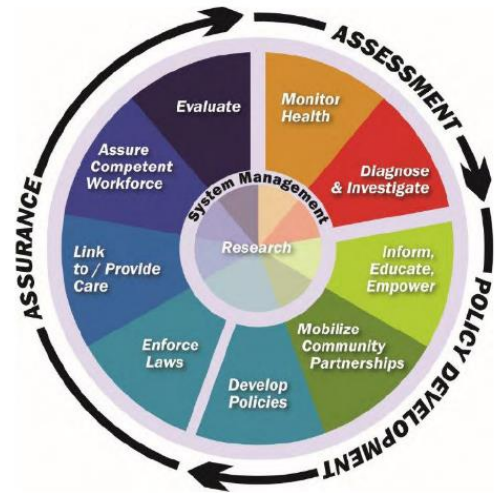 ASSESSMENT
POLICY DEVELOPMENT
ASSURANCE
System Management
Research
Monitor
Health
Diagnose
& Investigate
Inform,
Educate,
Empower
Mobilize
Community
Partnerships
Develop
Policies
Enforce
Laws
Link
to / Provide
Care
Assure
Competent
Workforce
Evaluate